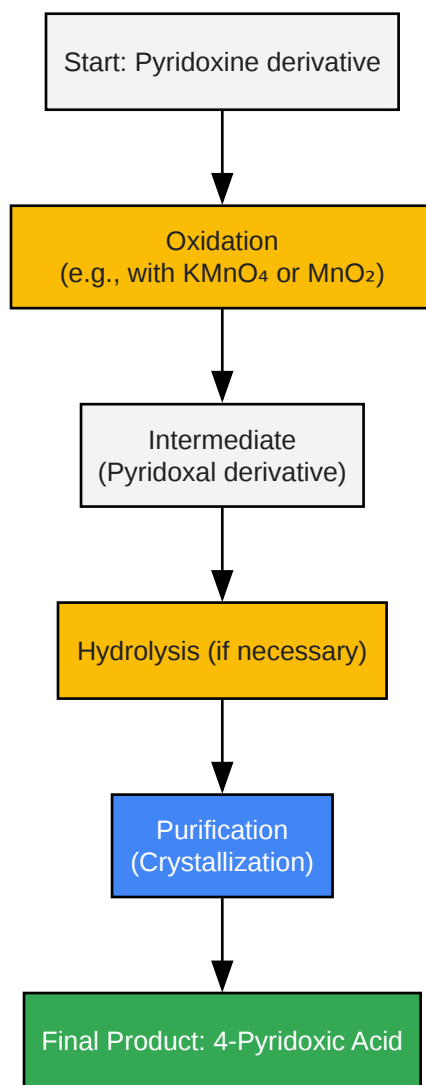 Start: Pyridoxine derivative
Oxidation
(e.g., with KMnO₄ or MnO₂)
Intermediate
(Pyridoxal derivative)
Hydrolysis (if necessary)
Purification
(Crystallization)
Final Product: 4-Pyridoxic Acid